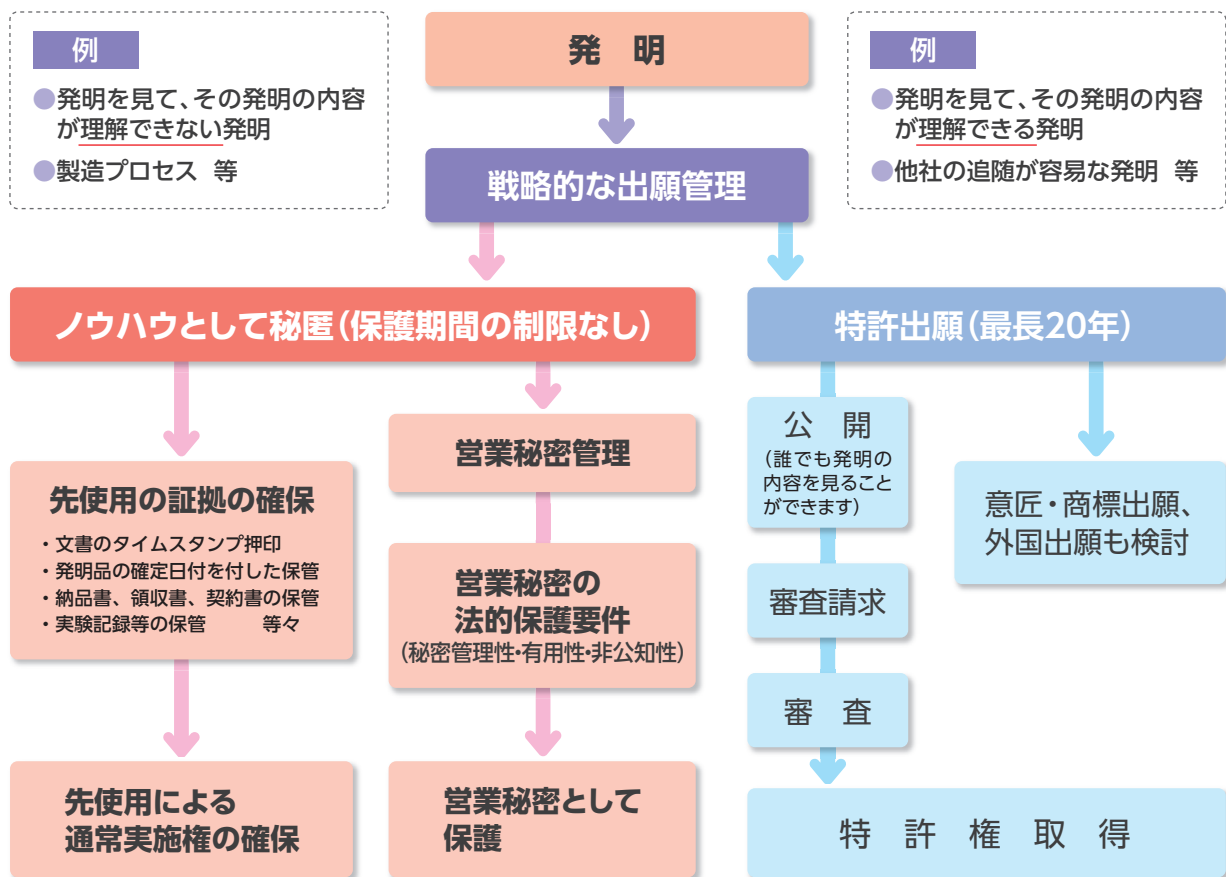 例
●発明を見て、その発明の内容
が理解できない発明
●製造プロセス 等
発 明
例
●発明を見て、その発明の内容
が理解できる発明
●他社の追随が容易な発明 等
戦略的な出願管理
ノウハウとして秘匿(保護期間の制限なし)
特許出願(最長20年)
先使用の証拠の確保
・文書のタイムスタンプ押印
・発明品の確定日付を付した保管
・納品書、領収書、契約書の保管
・実験記録等の保管 等々
先使用による
通常実施権の確保
営業秘密管理
営業秘密の
法的保護要件
(秘密管理性・有用性・非公知性)
営業秘密として
保護
公 開
(誰でも発明の
内容を見ること
ができます)
審査請求
審 査
意匠・商標出願、
外国出願も検討
特 許 権 取 得